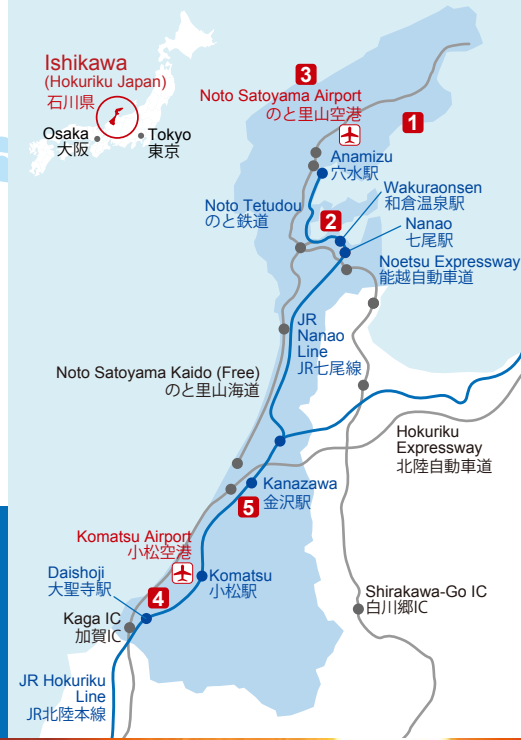 Ishikawa
(Hokuriku Japan)
石川県
Osaka
大阪
Tokyo
東京
3
Noto Satoyama Airport
のと里山空港
1
Anamizu
穴水駅
Wakuraonsen
和倉温泉駅
Noto Tetudou
のと鉄道
2
Nanao
七尾駅
Noetsu Expressway
能越自動車道
JR
Nanao
Line
JR七尾線
Noto Satoyama Kaido (Free)
のと里山海道
Hokuriku
Expressway
北陸自動車道
Kanazawa
金沢駅
5
Komatsu Airport
小松空港
Daishoji
大聖寺駅
Komatsu
小松駅
4
Kaga IC
加賀IC
Shirakawa-Go IC
白川郷IC
JR Hokuriku
Line
JR北陸本線